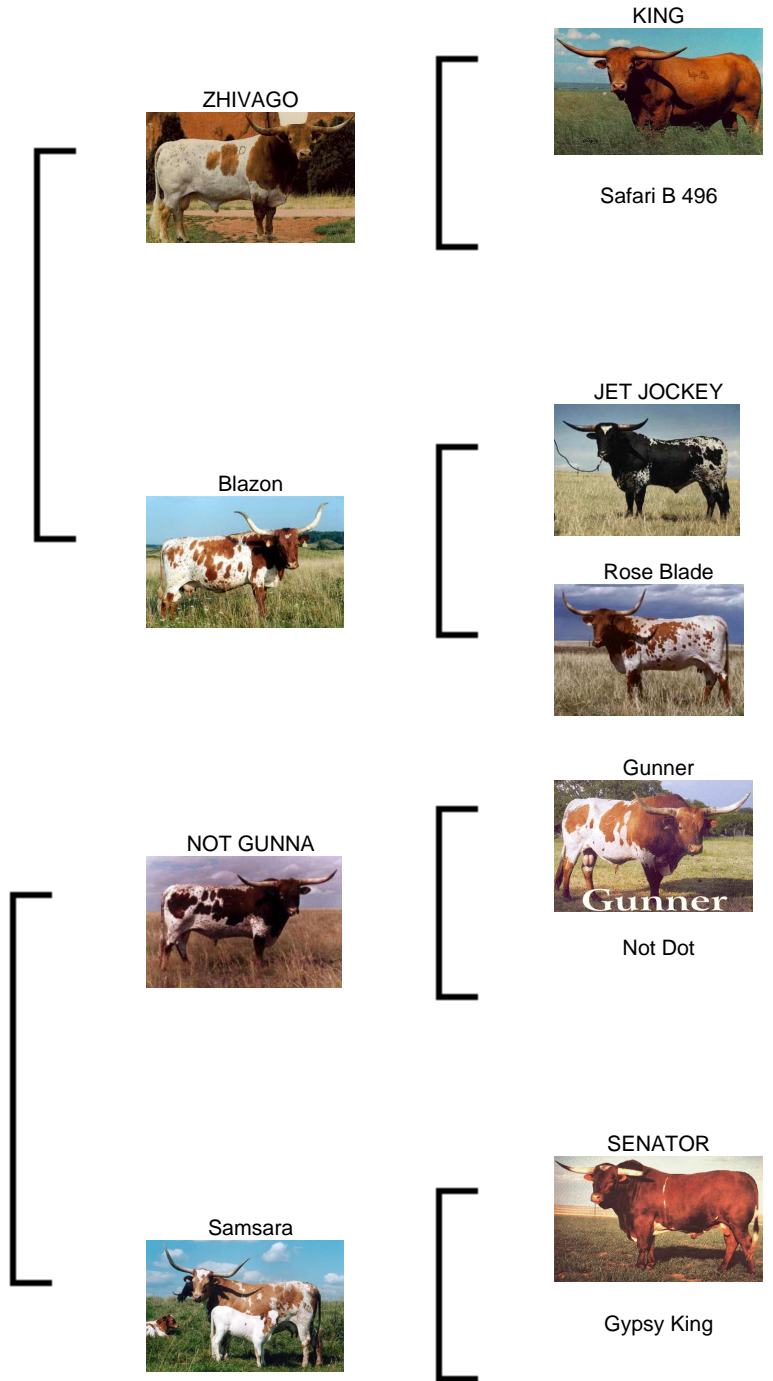 KING
ZHIVAGO
Safari B 496
JET JOCKEY
Blazon
Rose Blade
Gunner
NOT GUNNA
Gunner
Not Dot
SENATOR
Samsara
Gypsy King